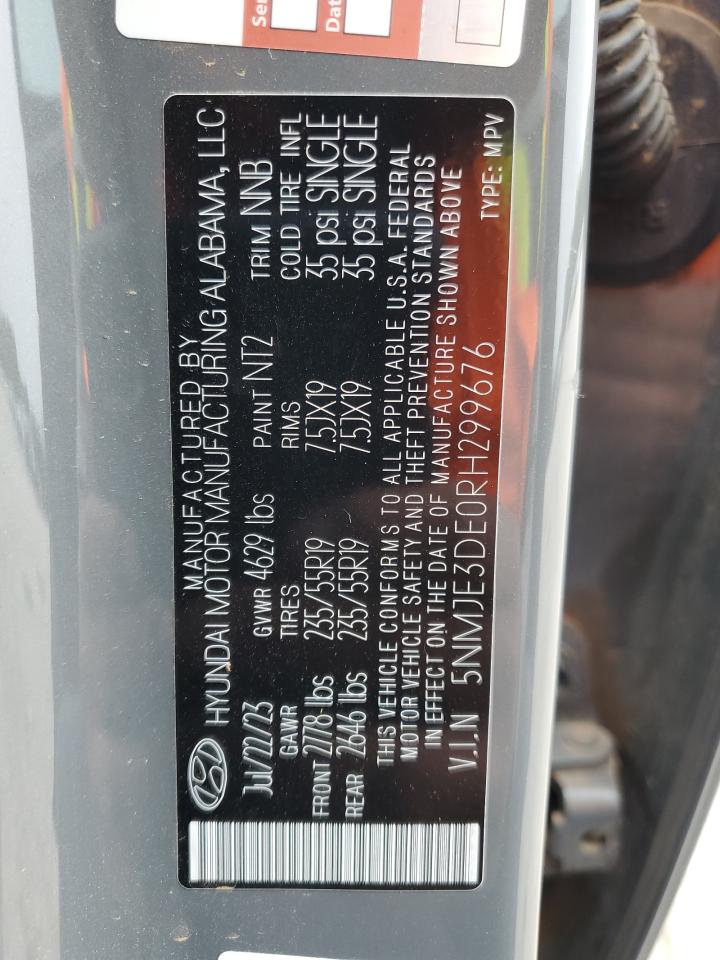 Ser
Dat
MANUFACTURED BY
HYUNDAI MOTOR MANUFACTURING ALABAMA, LLC
Jul/22/23 GVWR 4629 lbs PAINT NT2 TRIM NNB
GAWR TIRES RIMS COLD TIRE INFL
FRONT 2778 lbs 235/55R19 7.5JX19 35 psi SINGLE
REAR 2646 lbs 235/55R19 7.5JX19 35 psi SINGLE
THIS VEHICLE CONFORMS TO ALL APPLICABLE U.S.A. FEDERAL
MOTOR VEHICLE SAFETY AND THEFT PREVENTION STANDARDS
IN EFFECT ON THE DATE OF MANUFACTURE SHOWN ABOVE
V.I.N 5NMJE3DE0RH299676 TYPE: MPV